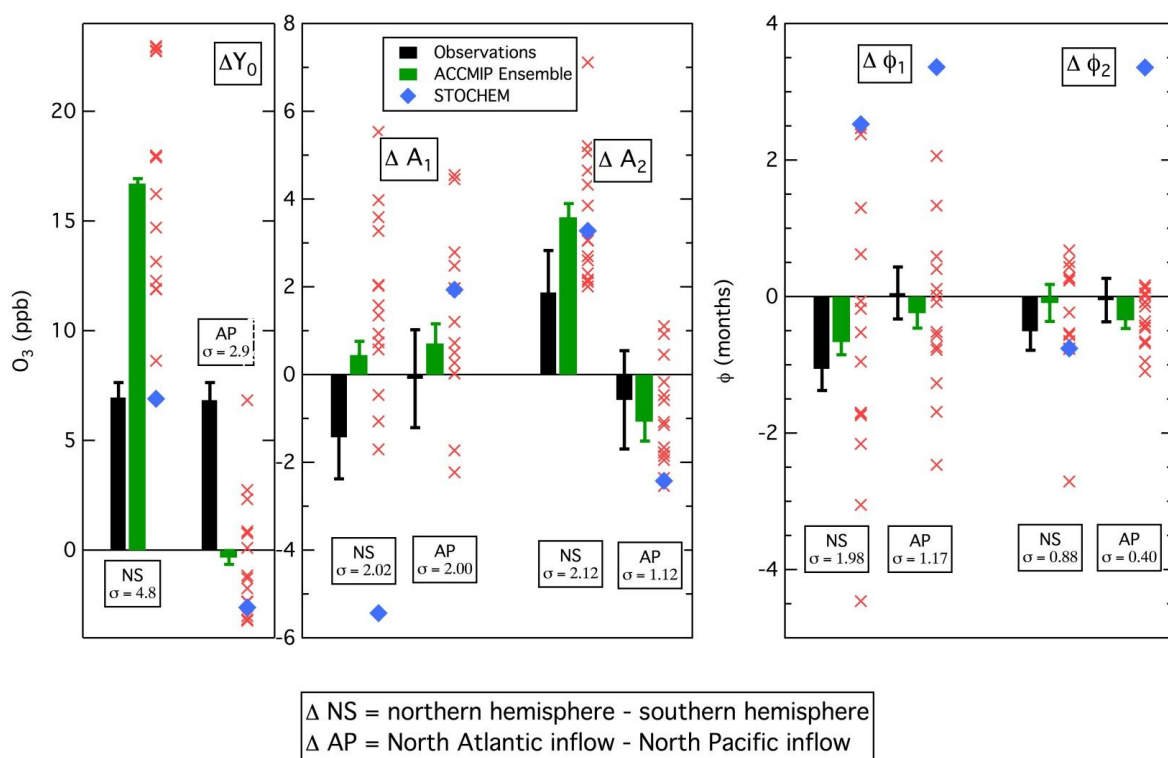 O3 (ppb)
20
15
10
5
0
ΔY0
AP
σ = 2.9
NS
σ = 4.8
8
6
4
2
0
-2
-4
-6
Observations
ACCMIP Ensemble
STOCHEM
Δ A1
Δ A2
NS
σ = 2.02
AP
σ = 2.00
NS
σ = 2.12
AP
σ = 1.12
ϕ (months)
4
2
0
-2
-4
Δ ϕ1
Δ ϕ2
NS
σ = 1.98
AP
σ = 1.17
NS
σ = 0.88
AP
σ = 0.40
Δ NS = northern hemisphere - southern hemisphere
Δ AP = North Atlantic inflow - North Pacific inflow